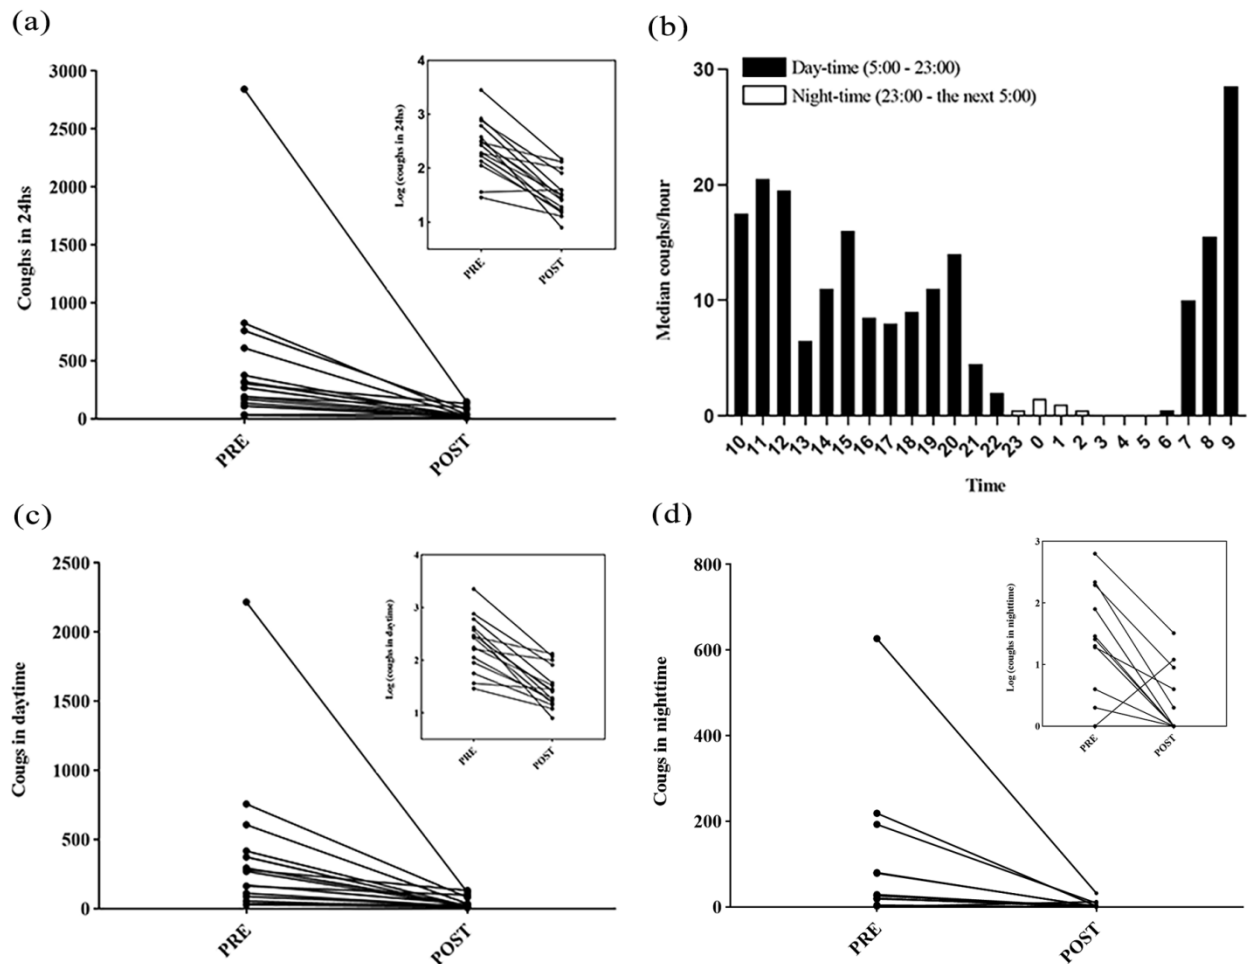 (a)
3000
2500
2000
1500
1000
500
0
Coughs in 24hs
PRE
POST
4
3
2
1
Log (coughs in 24hs)
PRE
POST
(b)
Day-time (5:00 - 23:00)
Night-time (23:00 - the next 5:00)
30
20
10
0
Median coughs/hour
10 11 12 13 14 15 16 17 18 19 20 21 22 23 0 1 2 3 4 5 6 7 8 9
Time
(c)
2500
2000
1500
1000
500
0
Cougs in daytime
PRE
POST
4
3
2
1
Log (coughs in daytime)
PRE
POST
(d)
800
600
400
200
0
Cougs in nighttime
PRE
POST
3
2
1
0
Log (coughs in nighttime)
PRE
POST